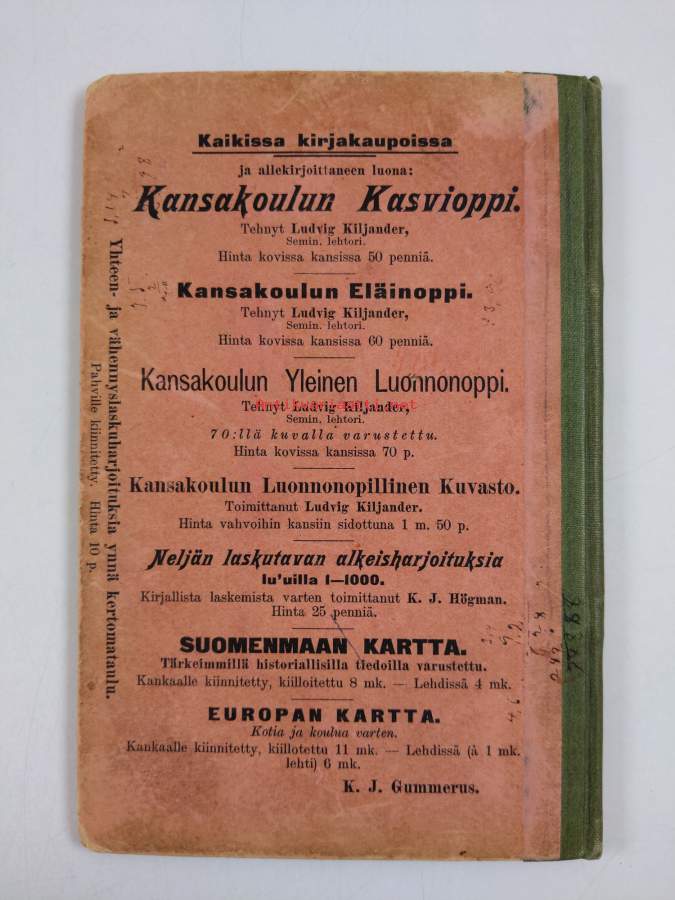 Kaikissa kirjakaupoissa
ja allekirjoittaneen luona:
Kansakoulun Kasvioppi.
Tehnyt Ludvig Kiljander,
Semin. lehtori.
Hinta kovissa kansissa 50 penniä.
Kansakoulun Eläinoppi.
Tehnyt Ludvig Kiljander,
Semin. lehtori.
Hinta kovissa kansissa 60 penniä.
Kansakoulun Yleinen Luonnonoppi.
Tehnyt Ludvig Kiljander,
Semin. lehtori.
70:llä kuvalla varustettu.
Hinta kovissa kansissa 70 p.
Kansakoulun Luonnonopillinen Kuvasto.
Toimittanut Ludvig Kiljander.
Hinta vahvoihin kansiin sidottuna 1 m. 50 p.
Neljän laskutavan alkeisharjoituksia
lu'uilla 1—1000.
Kirjallista laskemista varten toimittanut K. J. Högman.
Hinta 25 penniä.
SUOMENMAAN KARTTA.
Tärkeimmillä historiallisilla tiedoilla varustettu.
Kankaalle kiinnitetty, kiilloitettu 8 mk. — Lehdissä 4 mk.
EUROPAN KARTTA.
Kotia ja koulua varten.
Kankaalle kiinnitetty, kiillotettu 11 mk. — Lehdissä (à 1 mk.
lehti) 6 mk.
K. J. Gummerus.
Yhteen- ja vähennyslaskuharjoituksia ynnä kertomataulu.
Pahville kiinnitetty. Hinta 10 p.